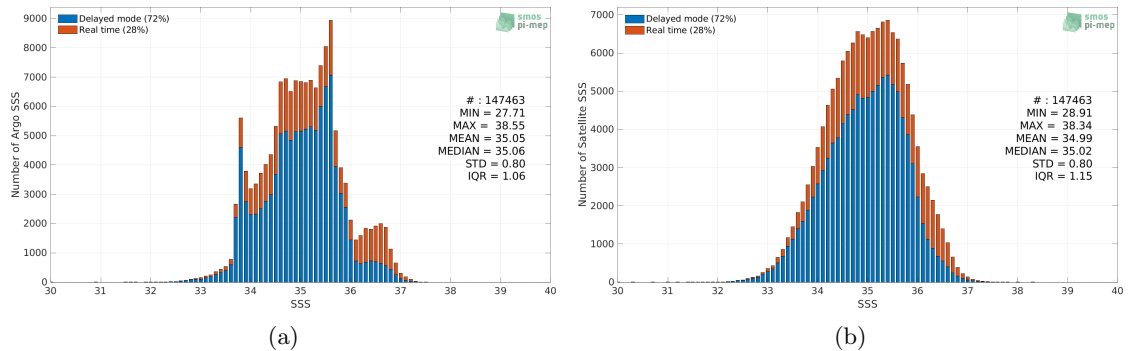 Delayed mode (72%)
Real time (28%)
smos
pi-mep
9000
8000
7000
6000
5000
4000
3000
2000
1000
0
Number of Argo SSS
# : 147463
MIN = 27.71
MAX = 38.55
MEAN = 35.05
MEDIAN = 35.06
STD = 0.80
IQR = 1.06
30 31 32 33 34 35 36 37 38 39 40
SSS
(a)
Delayed mode (72%)
Real time (28%)
smos
pi-mep
7000
6000
5000
4000
3000
2000
1000
0
Number of Satellite SSS
# : 147463
MIN = 28.91
MAX = 38.34
MEAN = 34.99
MEDIAN = 35.02
STD = 0.80
IQR = 1.15
30 31 32 33 34 35 36 37 38 39 40
SSS
(b)